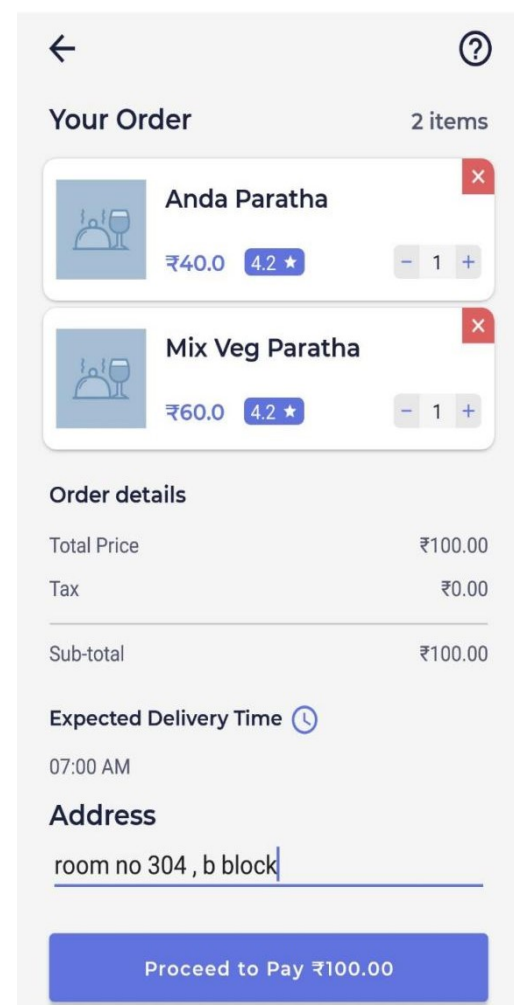 Your Order 2 items
Anda Paratha
₹40.0 4.2 ★ - 1 +
Mix Veg Paratha
₹60.0 4.2 ★ - 1 +
Order details
Total Price ₹100.00
Tax ₹0.00
Sub-total ₹100.00
Expected Delivery Time
07:00 AM
Address
room no 304 , b block
Proceed to Pay ₹100.00